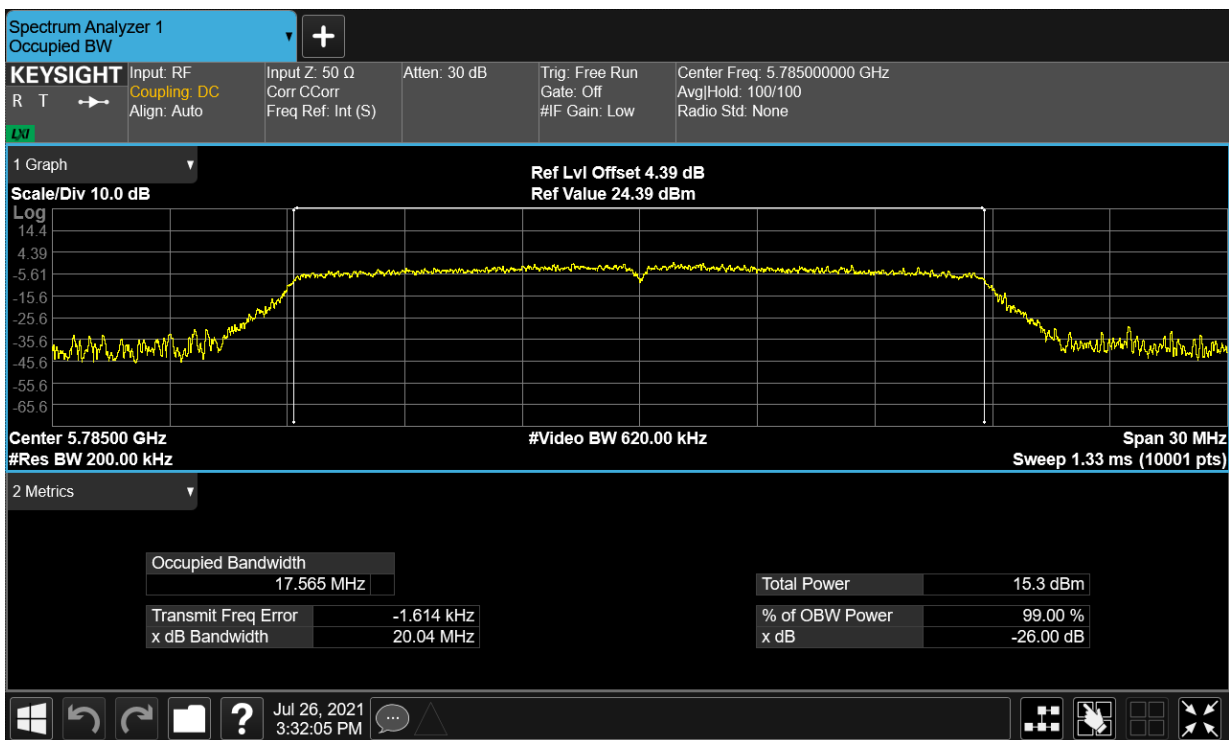 Spectrum Analyzer 1
Occupied BW
KEYSIGHT
R T
LXI
Input: RF
Coupling: DC
Align: Auto
Input Z: 50 Ω
Corr CCorr
Freq Ref: Int (S)
Atten: 30 dB
Trig: Free Run
Gate: Off
#IF Gain: Low
Center Freq: 5.785000000 GHz
Avg|Hold: 100/100
Radio Std: None
1 Graph
Scale/Div 10.0 dB
Ref Lvl Offset 4.39 dB
Ref Value 24.39 dBm
Log
14.4
4.39
-5.61
-15.6
-25.6
-35.6
-45.6
-55.6
-65.6
Center 5.78500 GHz
#Video BW 620.00 kHz
Span 30 MHz
#Res BW 200.00 kHz
Sweep 1.33 ms (10001 pts)
2 Metrics
Occupied Bandwidth
17.565 MHz
Total Power 15.3 dBm
Transmit Freq Error -1.614 kHz
% of OBW Power 99.00 %
x dB Bandwidth 20.04 MHz
x dB -26.00 dB
?
Jul 26, 2021
3:32:05 PM